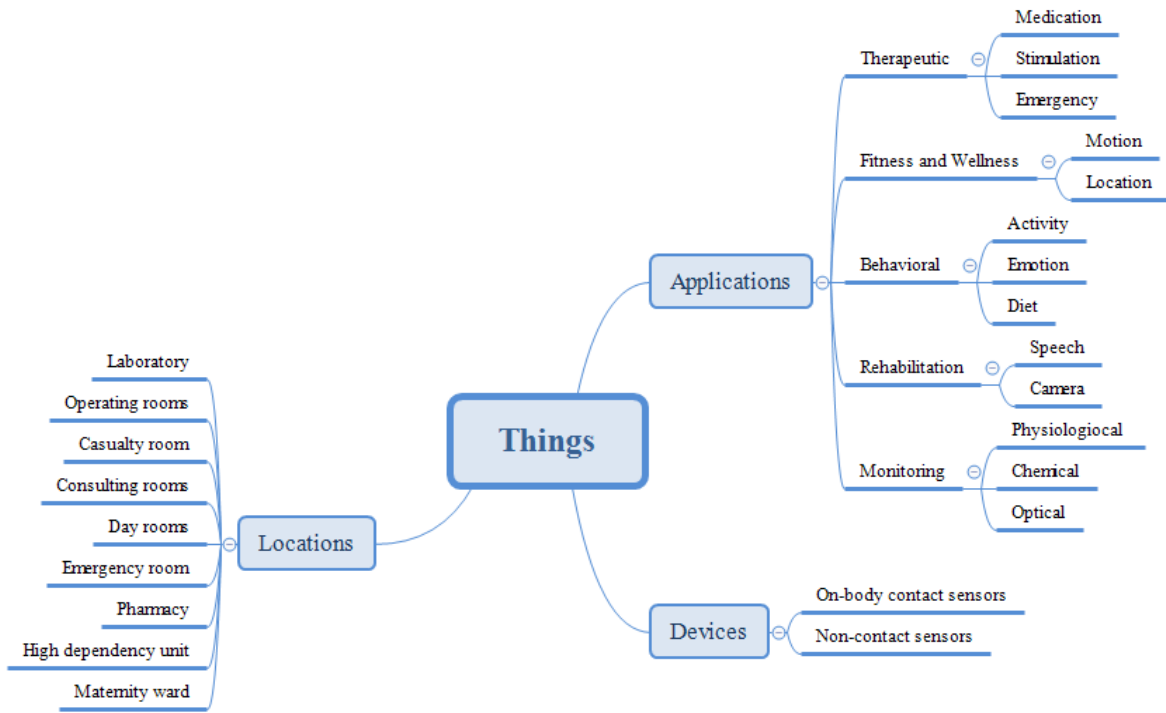 Things
Applications
Therapeutic
Medication
Stimulation
Emergency
Fitness and Wellness
Motion
Location
Behavioral
Activity
Emotion
Diet
Rehabilitation
Speech
Camera
Monitoring
Physiologiocal
Chemical
Optical
Devices
On-body contact sensors
Non-contact sensors
Locations
Laboratory
Operating rooms
Casualty room
Consulting rooms
Day rooms
Emergency room
Pharmacy
High dependency unit
Maternity ward